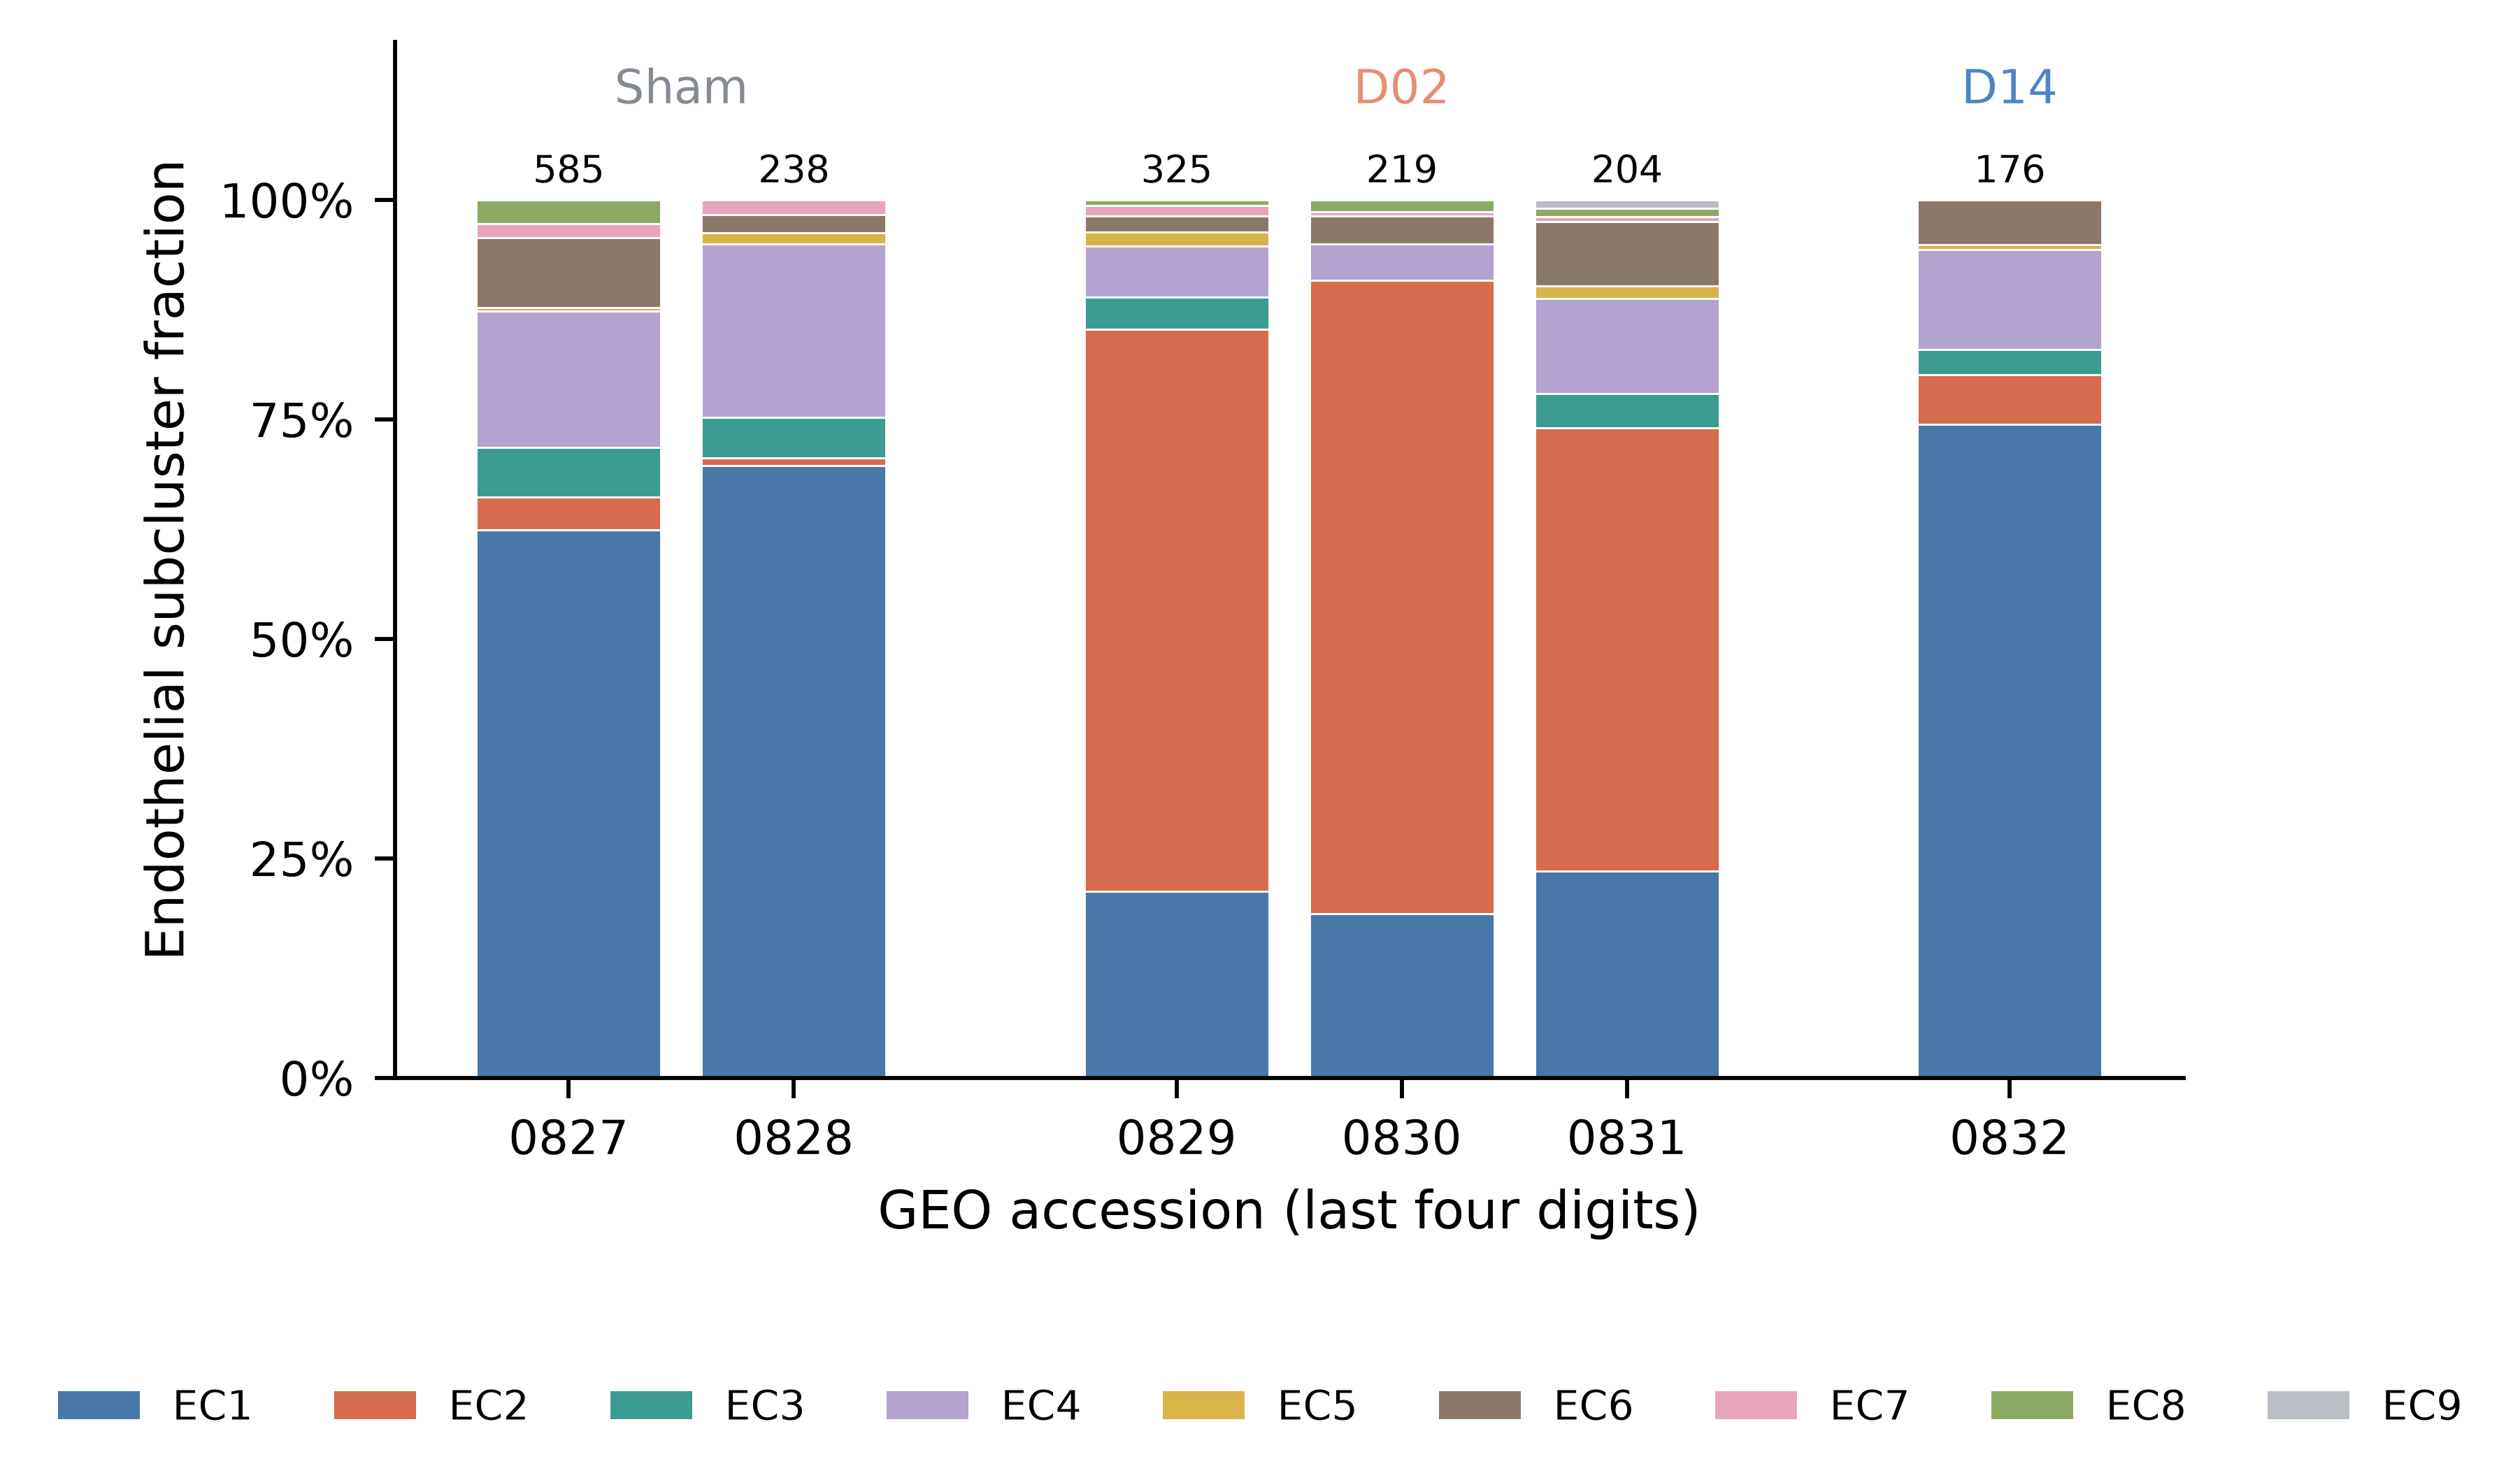 Sham D02 D14
585 238 325 219 204 176
Endothelial subcluster fraction
100%
75%
50%
25%
0%
0827 0828 0829 0830 0831 0832
GEO accession (last four digits)
EC1 EC2 EC3 EC4 EC5 EC6 EC7 EC8 EC9